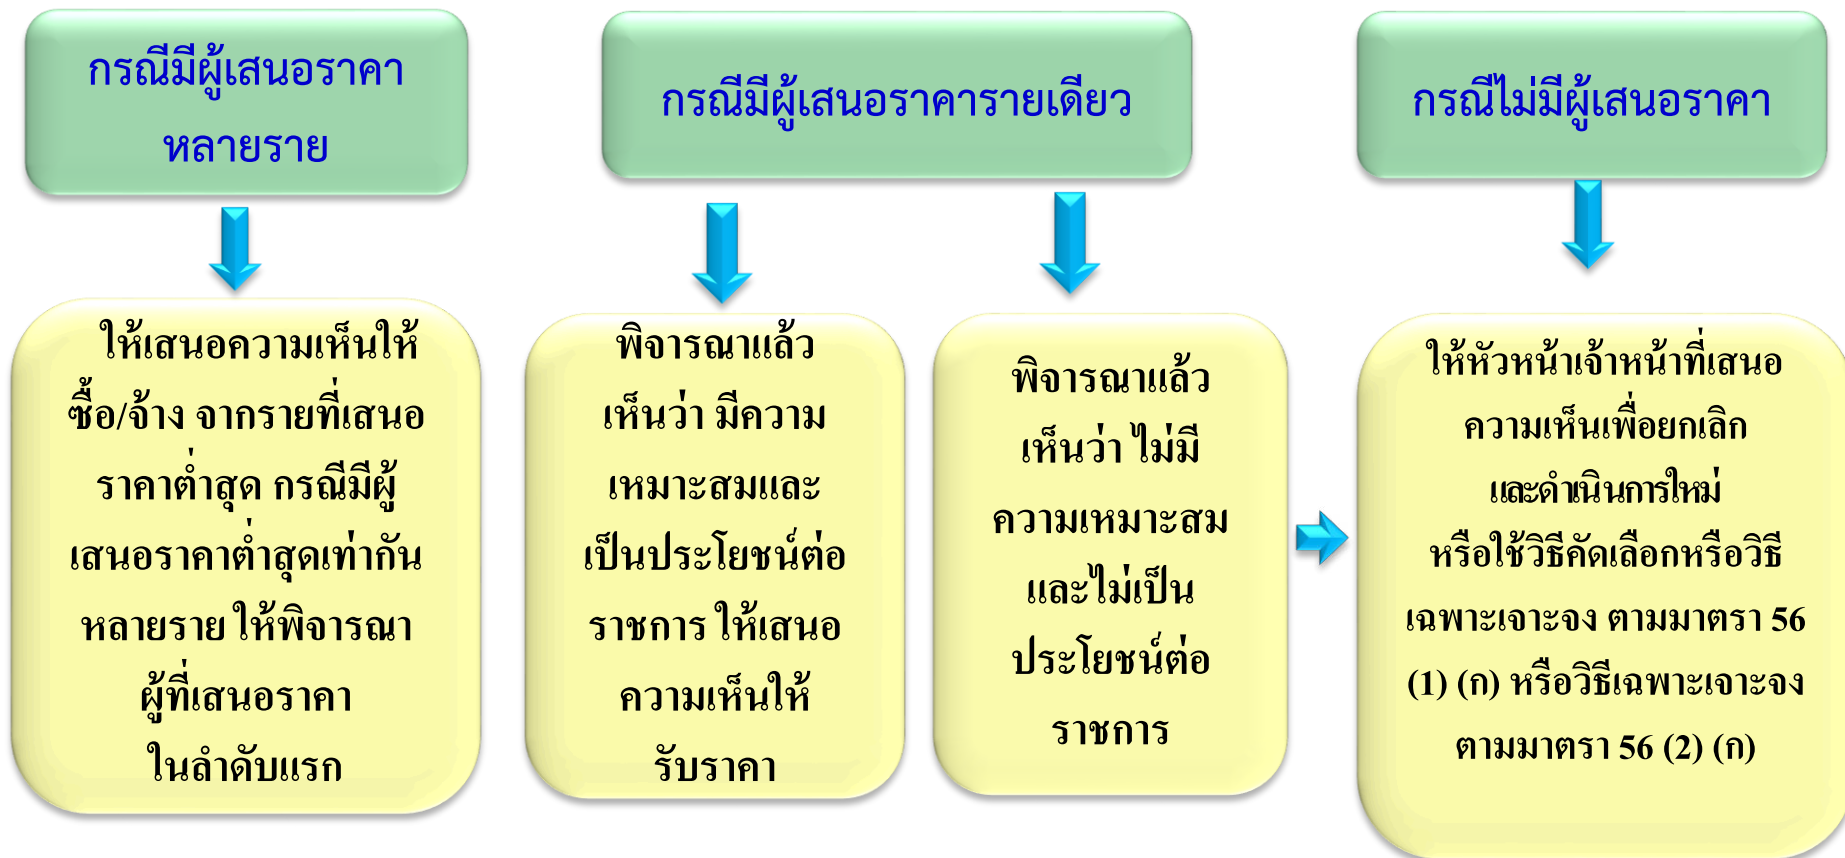 กรณีมีผู้เสนอราคา
หลายราย
ให้เสนอความเห็นให้
ซื้อ/จ้าง จากรายที่เสนอ
ราคาต่ำสุด กรณีมีผู้
เสนอราคาต่ำสุดเท่ากัน
หลายราย ให้พิจารณา
ผู้ที่เสนอราคา
ในลำดับแรก
กรณีมีผู้เสนอราคารายเดียว
พิจารณาแล้ว
เห็นว่า มีความ
เหมาะสมและ
เป็นประโยชน์ต่อ
ราชการ ให้เสนอ
ความเห็นให้
รับราคา
พิจารณาแล้ว
เห็นว่า ไม่มี
ความเหมาะสม
และไม่เป็น
ประโยชน์ต่อ
ราชการ
กรณีไม่มีผู้เสนอราคา
ให้หัวหน้าเจ้าหน้าที่เสนอ
ความเห็นเพื่อยกเลิก
และดำเนินการใหม่
หรือใช้วิธีคัดเลือกหรือวิธี
เฉพาะเจาะจง ตามมาตรา 56
(1) (ก) หรือวิธีเฉพาะเจาะจง
ตามมาตรา 56 (2) (ก)